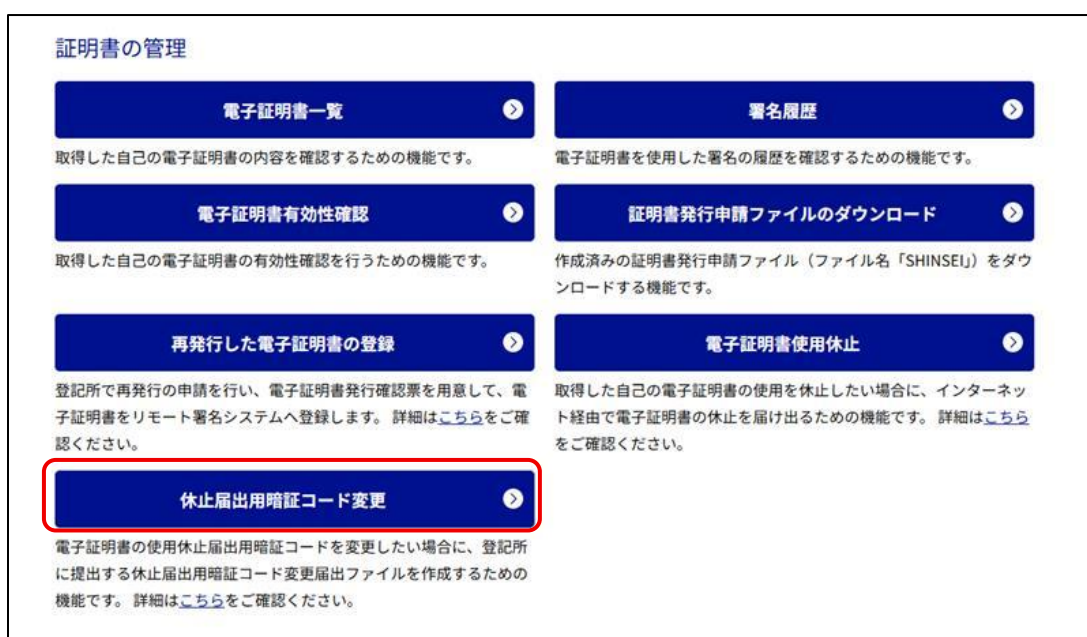 証明書の管理
電子証明書一覧
取得した自己の電子証明書の内容を確認するための機能です。
署名履歴
電子証明書を使用した署名の履歴を確認するための機能です。
電子証明書有効性確認
取得した自己の電子証明書の有効性確認を行うための機能です。
証明書発行申請ファイルのダウンロード
作成済みの証明書発行申請ファイル（ファイル名「SHINSEI」）をダウ
ンロードする機能です。
再発行した電子証明書の登録
登記所で再発行の申請を行い、電子証明書発行確認票を用意して、電
子証明書をリモート署名システムへ登録します。 詳細はこちらをご確
認ください。
電子証明書使用休止
取得した自己の電子証明書の使用を休止したい場合に、インターネッ
ト経由で電子証明書の休止を届け出るための機能です。 詳細はこちら
をご確認ください。
休止届出用暗証コード変更
電子証明書の使用休止届出用暗証コードを変更したい場合に、登記所
に提出する休止届出用暗証コード変更届出ファイルを作成するための
機能です。 詳細はこちらをご確認ください。